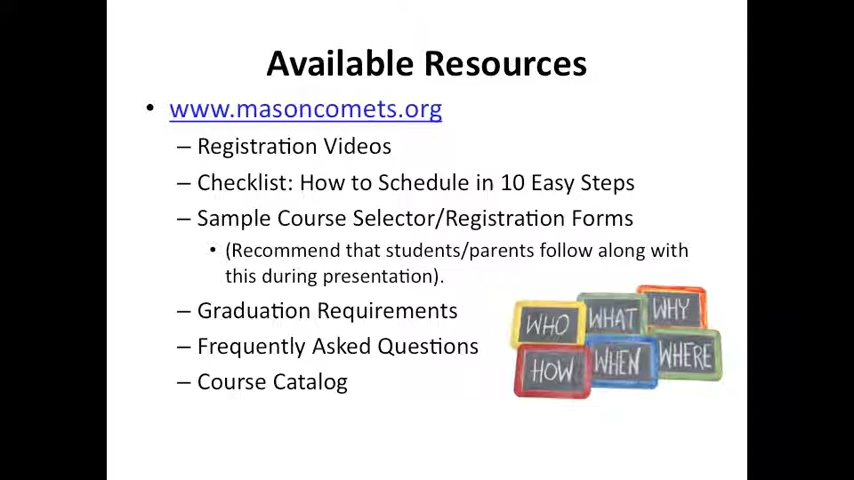 Available Resources
• www.masoncomets.org
– Registration Videos
– Checklist: How to Schedule in 10 Easy Steps
– Sample Course Selector/Registration Forms
• (Recommend that students/parents follow along with
this during presentation).
– Graduation Requirements
– Frequently Asked Questions
– Course Catalog
WHO WHAT WHY
HOW WHEN WHERE